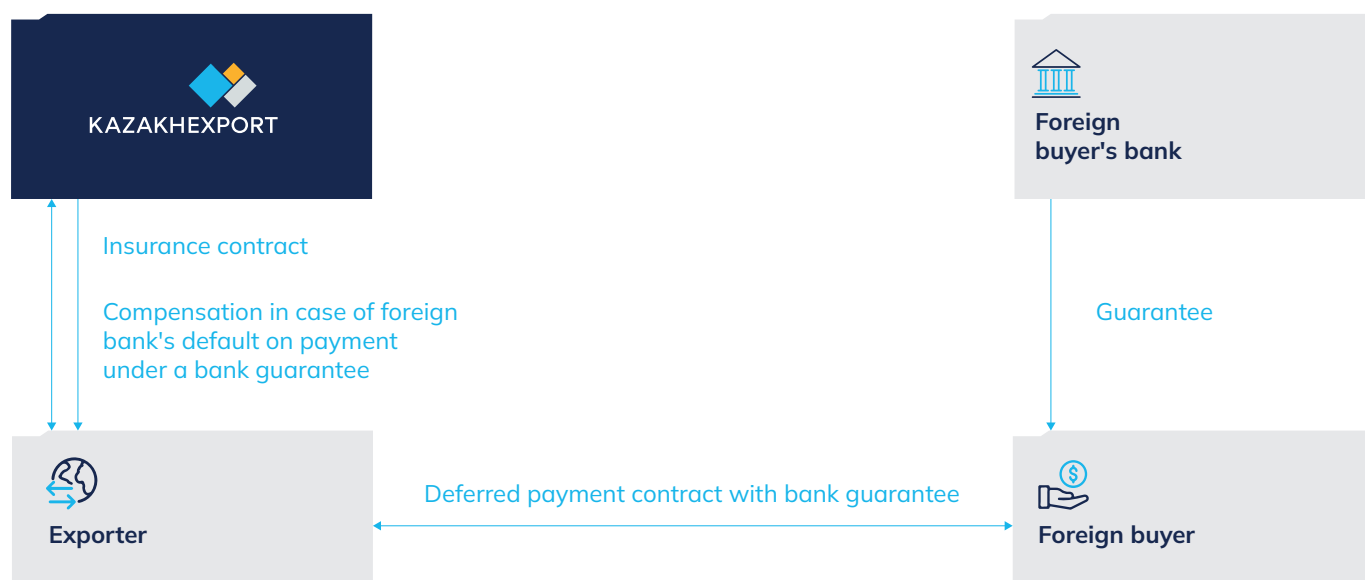 KAZAKHEXPORT
Foreign
buyer's bank
Insurance contract
Compensation in case of foreign
bank's default on payment
under a bank guarantee
Guarantee
Deferred payment contract with bank guarantee
$
Exporter
Foreign buyer